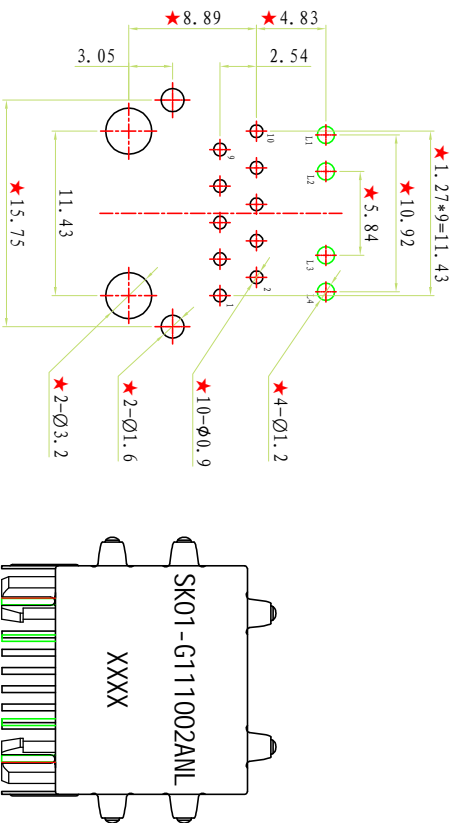 ★8.89
★4.83
3.05
2.54
10
9
L1
L2
L3
L4
2
1
★1.27*9=11.43
★10.92
★5.84
11.43
★15.75
★4-Ø1.2
★10-ϕ0.9
★2-Ø1.6
★2-Ø3.2
SK01-G111002ANL
XXXX